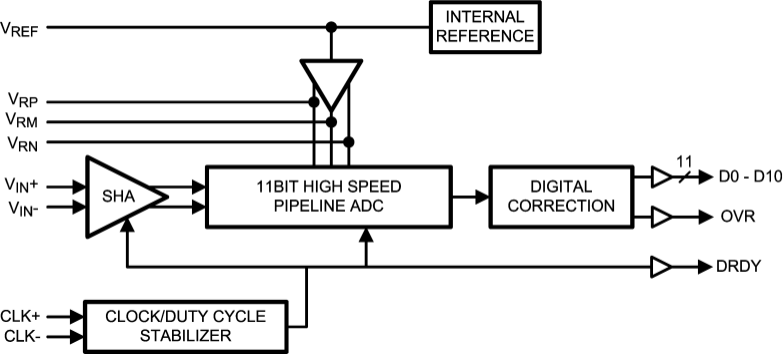 INTERNAL
REFERENCE
VREF
VRP
VRM
VRN
VIN+
VIN-
SHA
11BIT HIGH SPEED
PIPELINE ADC
DIGITAL
CORRECTION
11
D0 - D10
OVR
DRDY
CLK+
CLK-
CLOCK/DUTY CYCLE
STABILIZER